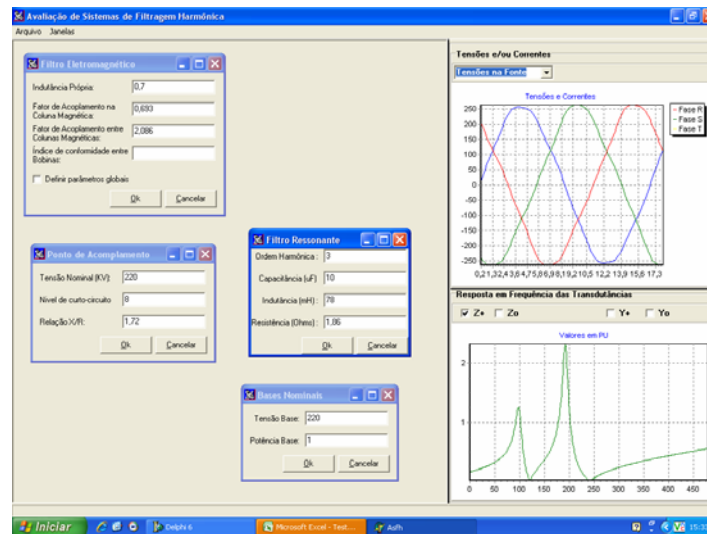 Avaliação de Sistemas de Filtragem Harmônica
Arquivo Janelas
Filtro Eletromagnético
Indutância Própria: 0,7
Fator de Acoplamento na Coluna Magnética: 0,693
Fator de Acoplamento entre Colunas Magnéticas: 2,086
Índice de conformidade entre Bobinas:
Definir parâmetros globais
Ok Cancelar
Ponto de Acomplamento
Tensão Nominal (KV): 220
Nivel de curto-circuito 8
Relação X/R: 1,72
Ok Cancelar
Filtro Ressonante
Ordem Harmônica : 3
Capacitância (uF) 10
Indutância (mH) : 78
Resistência (Ohms) : 1,86
Ok Cancelar
Bases Nominais
Tensão Base: 220
Potência Base: 1
Ok Cancelar
Tensões e/ou Correntes
Tensões na Fonte
Tensões e Correntes
250
200
150
100
50
0
-50
-100
-150
-200
-250
Fase R
Fase S
Fase T
Resposta em Frequência das Transdutâncias
Z+ Zo Y+ Yo
Valores em PU
2
1
0 50 100 150 200 250 300 350 400 450
Iniciar
Delphi 6
Microsoft Excel - Test...
Asfh